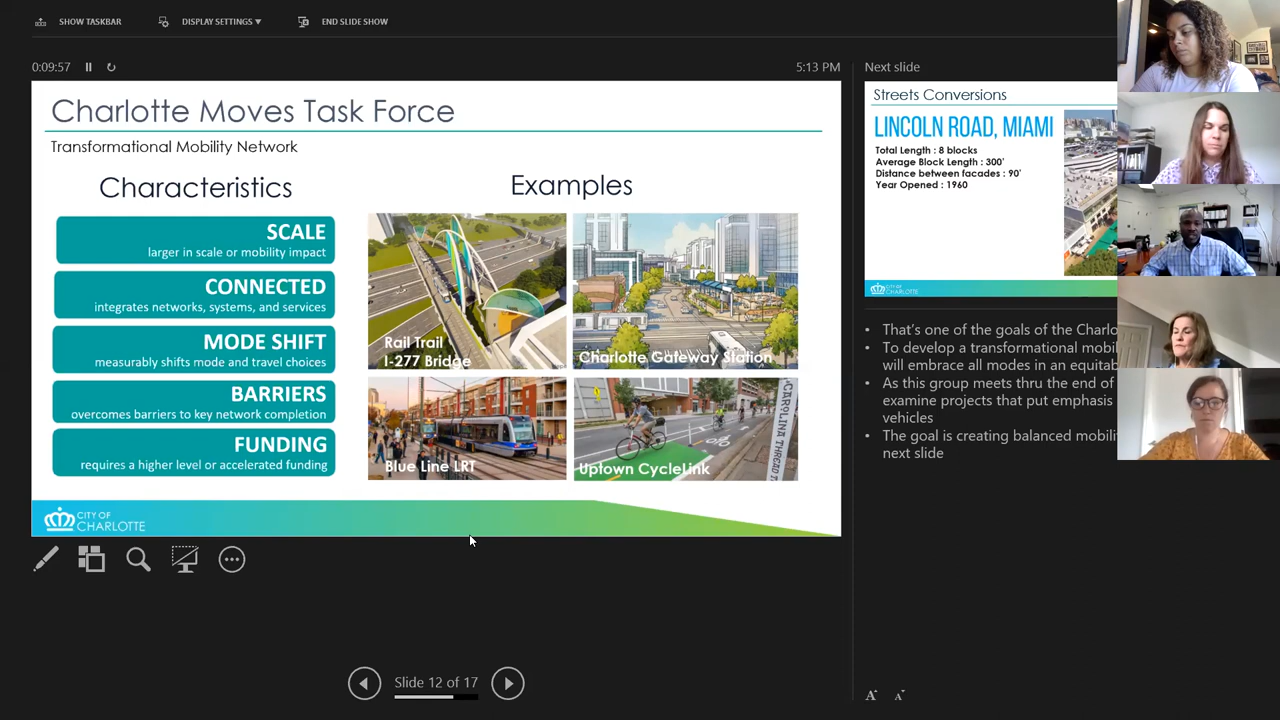 SHOW TASKBAR
DISPLAY SETTINGS
END SLIDE SHOW
0:09:57
5:13 PM
Charlotte Moves Task Force
Transformational Mobility Network
Characteristics
SCALE
larger in scale or mobility impact
CONNECTED
integrates networks, systems, and services
MODE SHIFT
measurably shifts mode and travel choices
BARRIERS
overcomes barriers to key network completion
FUNDING
requires a higher level or accelerated funding
Examples
Rail Trail
I-277 Bridge
Charlotte Gateway Station
Blue Line LRT
Uptown CycleLink
CAROLINA THREAD T
CITY OF
CHARLOTTE
Slide 12 of 17
Next slide
Streets Conversions
LINCOLN ROAD, MIAMI
Total Length : 8 blocks
Average Block Length : 300'
Distance between facades : 90'
Year Opened : 1960
CITY OF
CHARLOTTE
• That's one of the goals of the Charlo
• To develop a transformational mobil
will embrace all modes in an equitab
• As this group meets thru the end of
examine projects that put emphasis
vehicles
• The goal is creating balanced mobili
next slide
A A